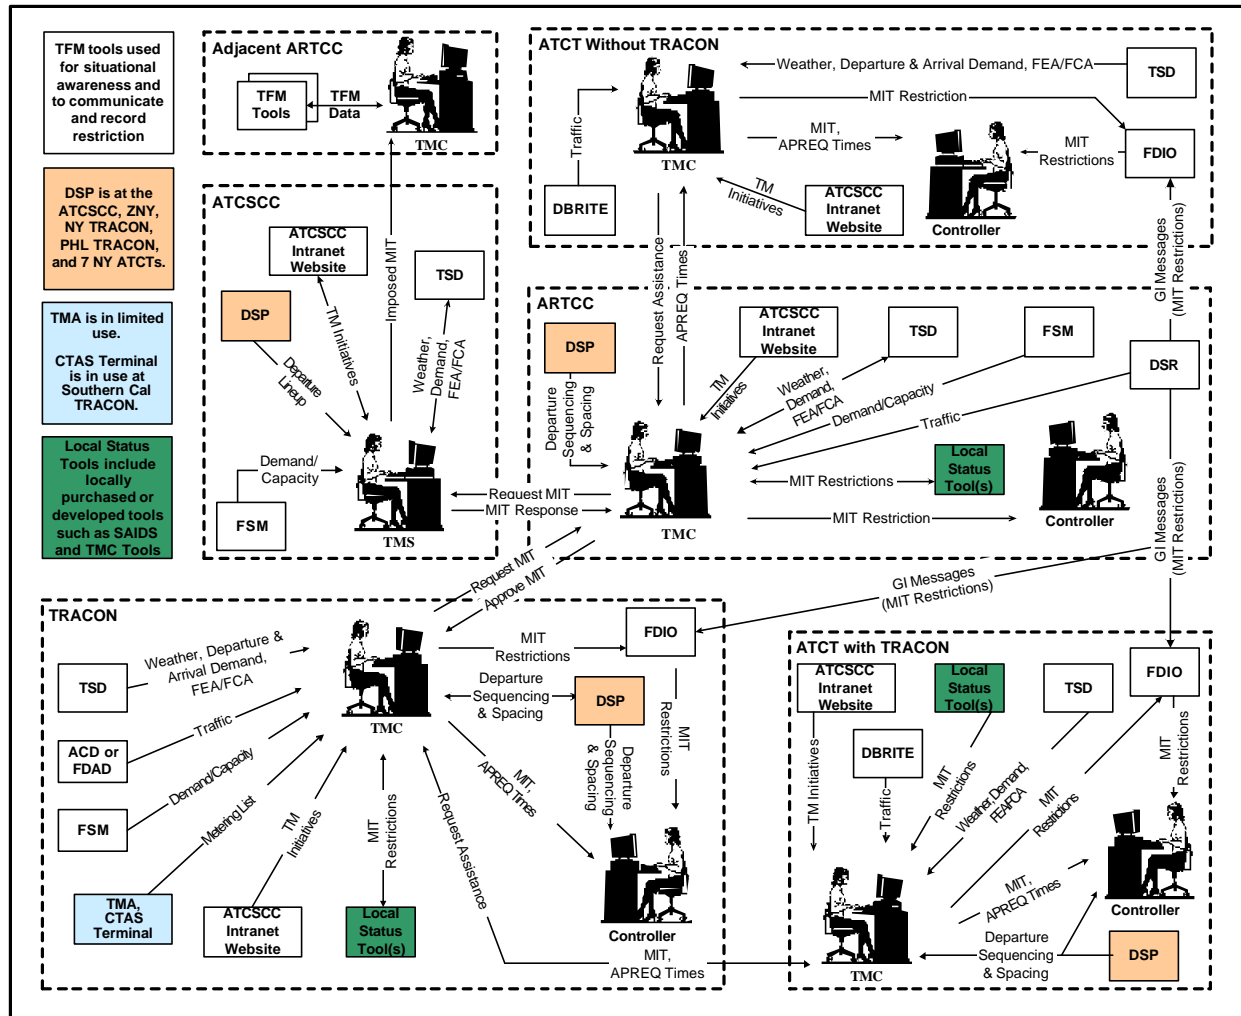 TFM tools used
for situational
awareness and
to communicate
and record
restriction
DSP is at the
ATCSCC, ZNY,
NY TRACON,
PHL TRACON,
and 7 NY ATCTs.
TMA is in limited
use.
CTAS Terminal
is in use at
Southern Cal
TRACON.
Local Status
Tools include
locally
purchased or
developed tools
such as SAIDS
and TMC Tools
Adjacent ARTCC
TFM
Tools
TFM
Data
TMC
ATCSCC
ATCSCC
Intranet
Website
TSD
DSP
Imposed MIT
TM Initiatives
Weather,
Demand,
FEA/FCA
Departure
Lineup
Demand/
Capacity
FSM
TMS
Request MIT
MIT Response
ATCT Without TRACON
Weather, Departure & Arrival Demand, FEA/FCA
TSD
MIT Restriction
Traffic
MIT,
APREQ Times
MIT
Restrictions
FDIO
TMC
DBRITE
TM
Initiatives
ATCSCC
Intranet
Website
Controller
Request Assistance
APREQ Times
GI Messages
(MIT Restrictions)
ARTCC
DSP
ATCSCC
Intranet
Website
TSD
FSM
DSR
Departure
Sequencing
& Spacing
TM
Initiatives
Weather,
Demand,
FEA/FCA
Demand/Capacity
Traffic
Local
Status
Tool(s)
MIT Restrictions
MIT Restriction
TMC
Controller
GI Messages
(MIT Restrictions)
Request MIT
Approve MIT
GI Messages
(MIT Restrictions)
TRACON
TSD
Weather, Departure &
Arrival Demand,
FEA/FCA
MIT
Restrictions
FDIO
Departure
Sequencing
& Spacing
DSP
TMC
ACD or
FDAD
Traffic
FSM
Demand/Capacity
Metering List
TM
Initiatives
MIT
Restrictions
Request Assistance
MIT,
APREQ Times
Departure
Sequencing
& Spacing
MIT
Restrictions
TMA,
CTAS
Terminal
ATCSCC
Intranet
Website
Local
Status
Tool(s)
Controller
MIT,
APREQ Times
ATCT with TRACON
ATCSCC
Intranet
Website
Local
Status
Tool(s)
TSD
FDIO
DBRITE
TM Initiatives
Traffic
MIT
Restrictions
Weather, Demand,
FEA/FCA
MIT
Restrictions
MIT
Restrictions
MIT,
APREQ Times
Controller
Departure
Sequencing
& Spacing
DSP
TMC